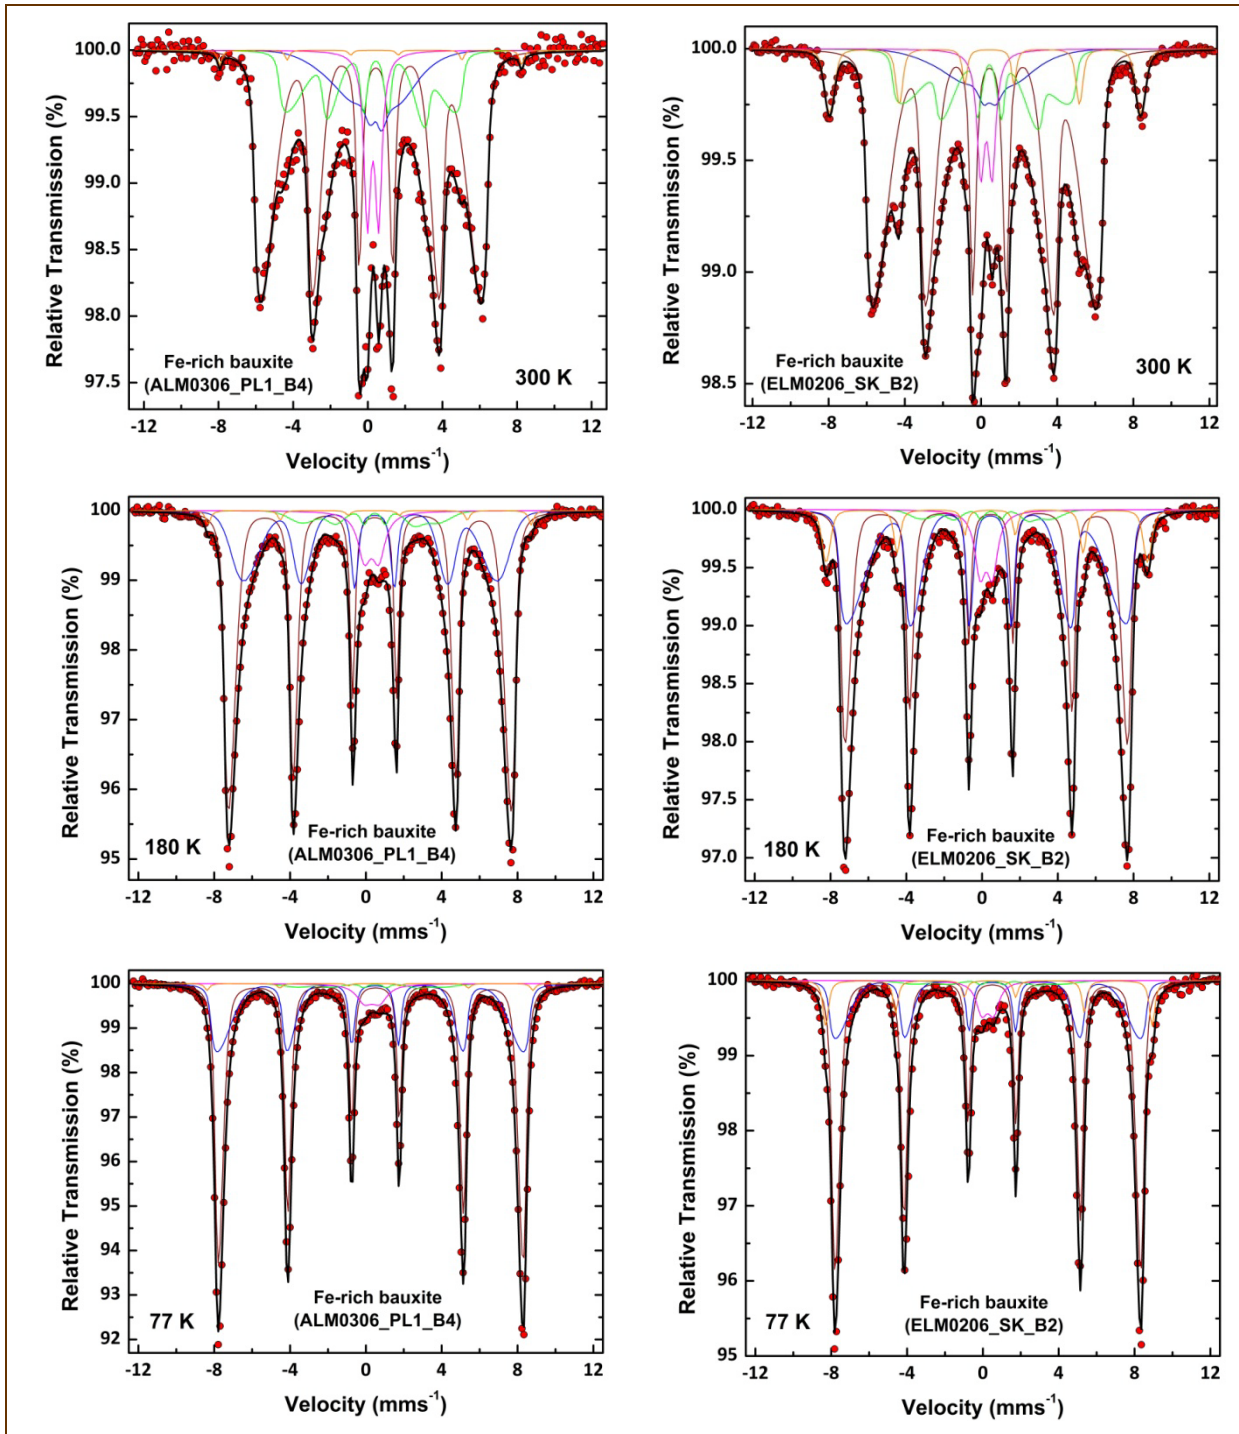 100.0
99.5
99.0
98.5
98.0
97.5
Relative Transmission (%)
Fe-rich bauxite
(ALM0306_PL1_B4)
300 K
-12 -8 -4 0 4 8 12
Velocity (mms⁻¹)
100.0
99.5
99.0
98.5
Relative Transmission (%)
Fe-rich bauxite
(ELM0206_SK_B2)
300 K
-12 -8 -4 0 4 8 12
Velocity (mms⁻¹)
100
99
98
97
96
95
Relative Transmission (%)
180 K
Fe-rich bauxite
(ALM0306_PL1_B4)
-12 -8 -4 0 4 8 12
Velocity (mms⁻¹)
100.0
99.5
99.0
98.5
98.0
97.5
97.0
Relative Transmission (%)
180 K
Fe-rich bauxite
(ELM0206_SK_B2)
-12 -8 -4 0 4 8 12
Velocity (mms⁻¹)
100
99
98
97
96
95
94
93
92
Relative Transmission (%)
77 K
Fe-rich bauxite
(ALM0306_PL1_B4)
-12 -8 -4 0 4 8 12
Velocity (mms⁻¹)
100
99
98
97
96
95
Relative Transmission (%)
77 K
Fe-rich bauxite
(ELM0206_SK_B2)
-12 -8 -4 0 4 8 12
Velocity (mms⁻¹)